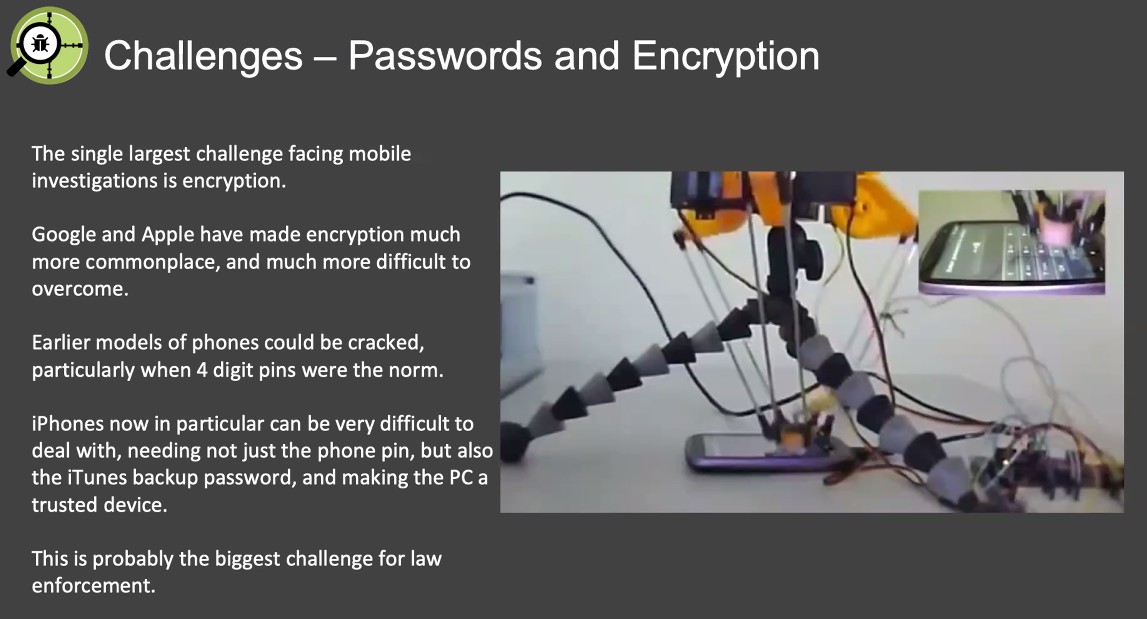 Challenges – Passwords and Encryption
The single largest challenge facing mobile
investigations is encryption.
Google and Apple have made encryption much
more commonplace, and much more difficult to
overcome.
Earlier models of phones could be cracked,
particularly when 4 digit pins were the norm.
iPhones now in particular can be very difficult to
deal with, needing not just the phone pin, but also
the iTunes backup password, and making the PC a
trusted device.
This is probably the biggest challenge for law
enforcement.